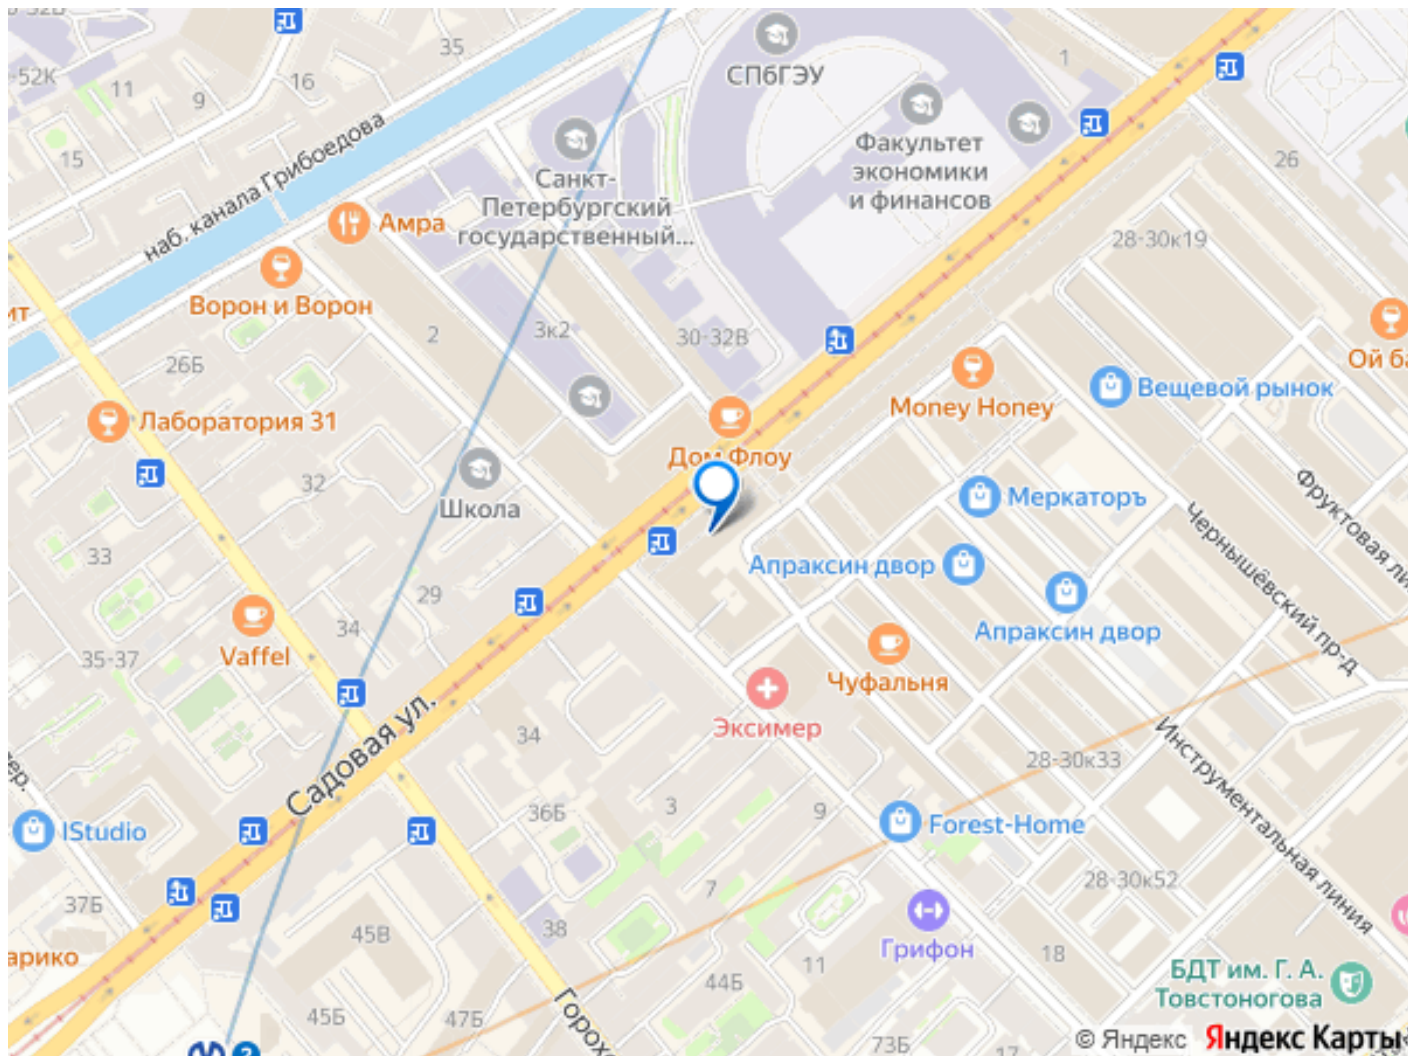 35
52К
11
9
16
15
наб. канала Грибоедова
СПбГЭУ
1
Факультет
экономики
и финансов
26
Санкт-
Петербургский
государственный...
Амра
Ворон и Ворон
28-30к19
2
3к2
30-32В
26Б
Лаборатория 31
Money Honey
Вещевой рынок
Дом Флоу
32
Школа
Меркаторъ
Фруктовая ли
Чернышёвский пр-д
33
29
34
Апраксин двор
Апраксин двор
35-37
Vaffel
Чуфальня
Эксимер
Садовая ул.
34
28-30к33
Инструментальная линия
пер.
IStudio
36Б
3
9
Forest-Home
28-30к52
7
37Б
45В
38
Грифон
арико
11
18
44Б
БДТ им. Г. А.
Товстоногова
45Б
47Б
Горохо
73Б
17
© Яндекс Яндекс Карты